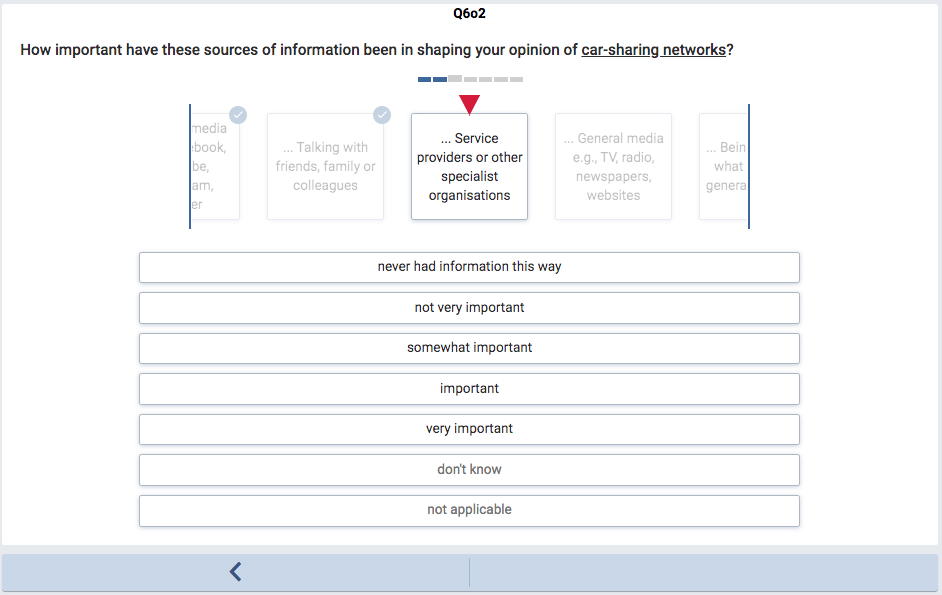 Q6o2
How important have these sources of information been in shaping your opinion of car-sharing networks?
media
ebook,
be,
am,
er
... Talking with
friends, family or
colleagues
... Service
providers or other
specialist
organisations
... General media
e.g., TV, radio,
newspapers,
websites
... Bein
what
genera
never had information this way
not very important
somewhat important
important
very important
don't know
not applicable